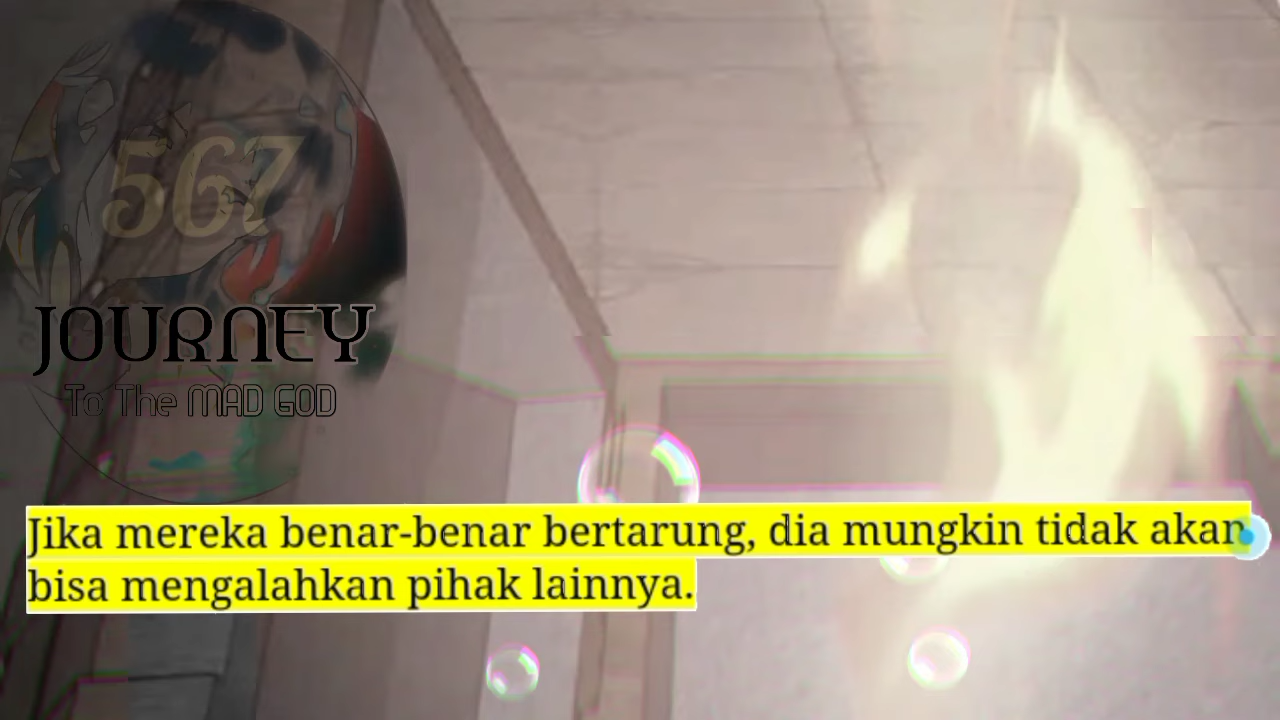 567
JOURNEY
To The MAD GOD
Jika mereka benar-benar bertarung, dia mungkin tidak akan
bisa mengalahkan pihak lainnya.